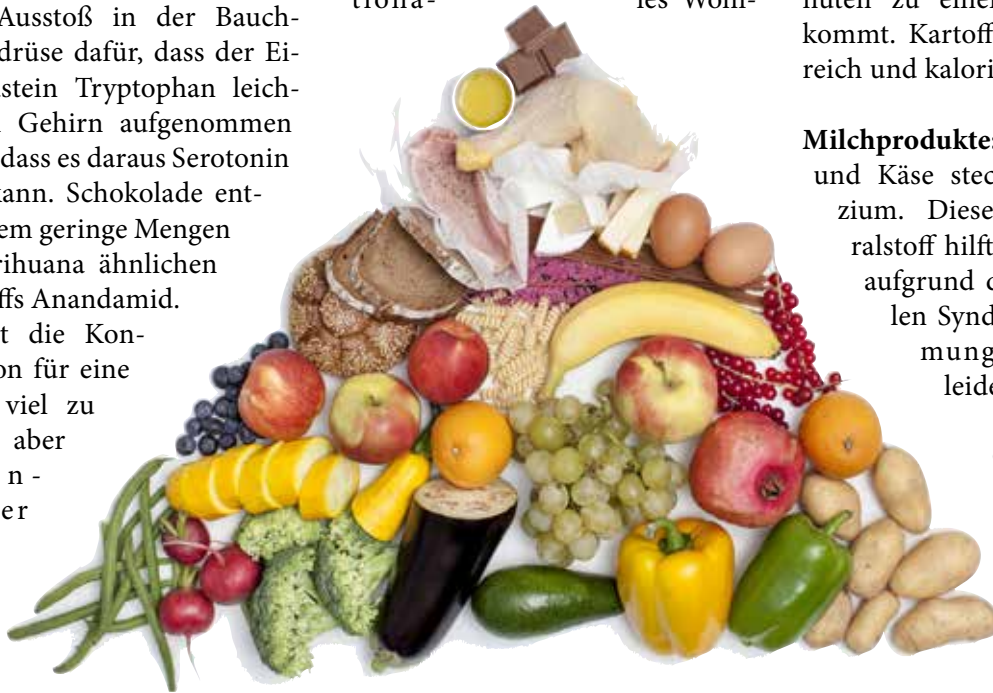 Ausstoß in der Bauch-
drüse dafür, dass der Ei-
stein Tryptophan leich-
Gehirn aufgenommen
dass es daraus Serotonin
kann. Schokolade ent-
em geringe Mengen
rihuana ähnlichen
ffs Anandamid.
t die Kon-
on für eine
viel zu
aber
n -
er
les Wohl-
nuten zu einer
kommt. Kartoff
reich und kalori
Milchprodukte:
und Käse stec
zium. Diese
ralstoff hilft
aufgrund d
len Synd
mung
leide